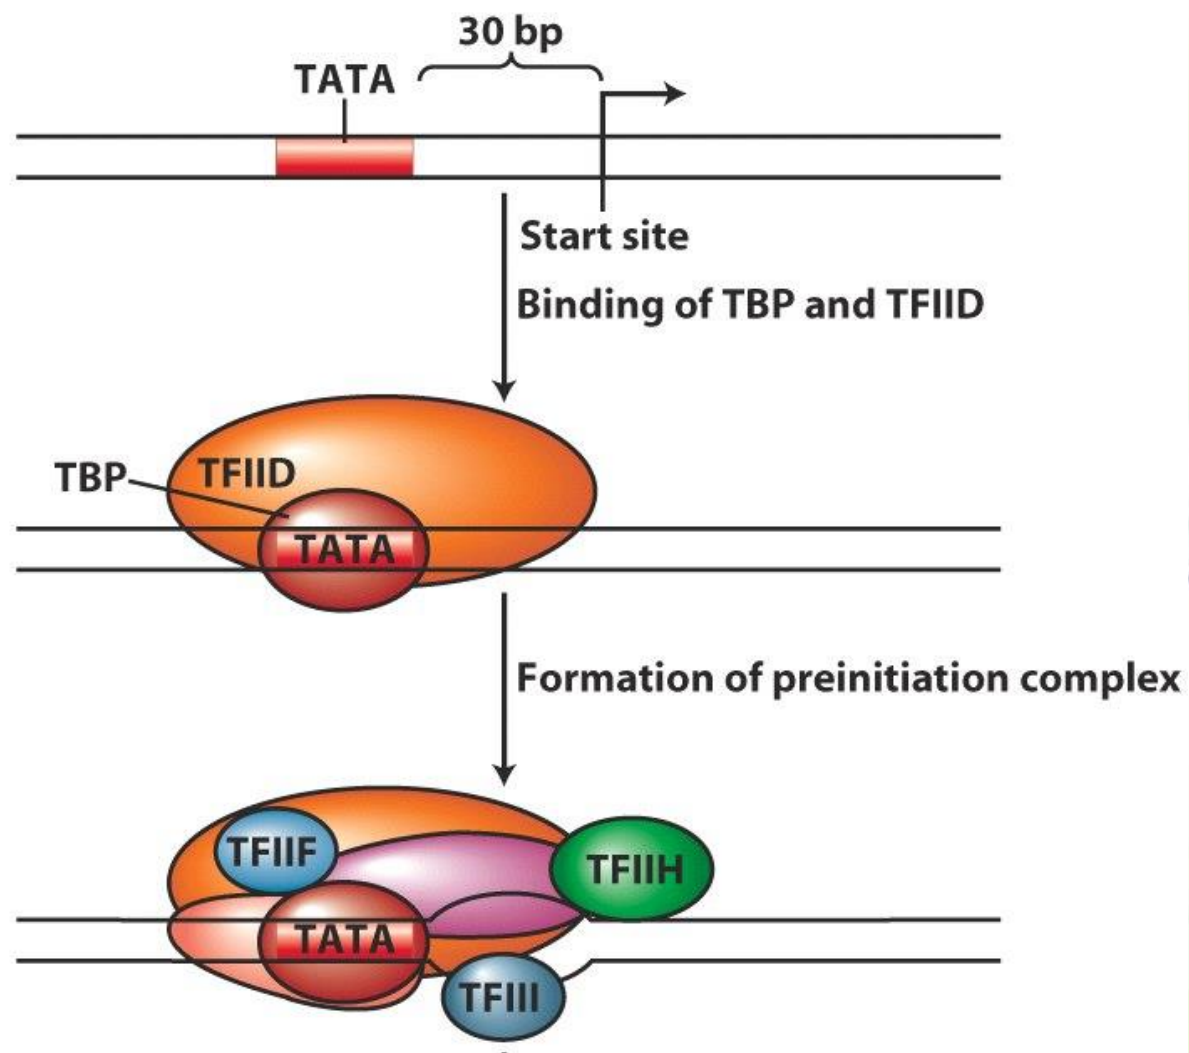 30 bp
TATA
Start site
Binding of TBP and TFIID
TBP
TFIID
TATA
Formation of preinitiation complex
TFIIF
TFIIH
TATA
TFIII